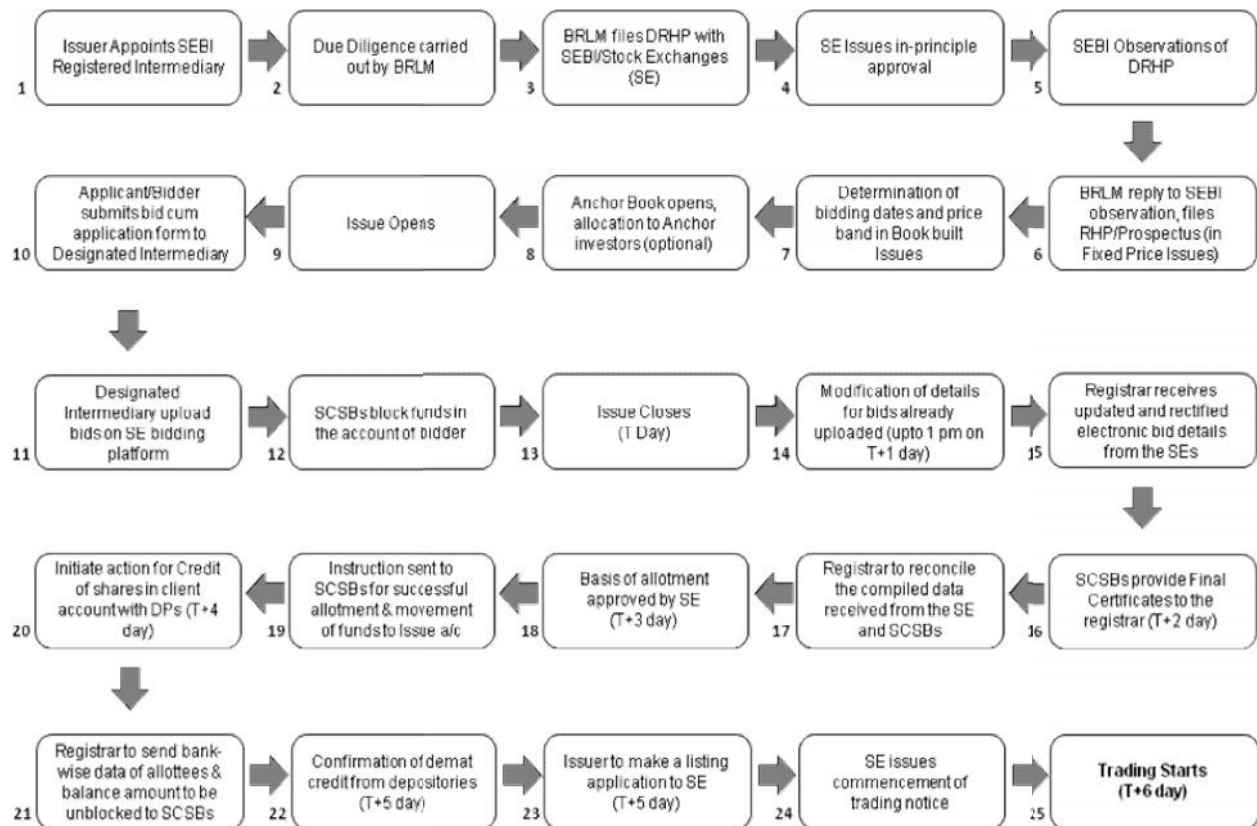 Issuer Appoints SEBI
Registered Intermediary
1
Due Diligence carried
out by BRLM
2
BRLM files DRHP with
SEBI/Stock Exchanges
(SE)
3
SE Issues in-principle
approval
4
SEBI Observations of
DRHP
5
BRLM reply to SEBI
observation, files
RHP/Prospectus (in
Fixed Price Issues)
6
Determination of
bidding dates and price
band in Book built
Issues
7
Anchor Book opens,
allocation to Anchor
investors (optional)
8
Issue Opens
9
Applicant/Bidder
submits bid cum
application form to
Designated Intermediary
10
Designated
Intermediary upload
bids on SE bidding
platform
11
SCSBs block funds in
the account of bidder
12
Issue Closes
(T Day)
13
Modification of details
for bids already
uploaded (upto 1 pm on
T+1 day)
14
Registrar receives
updated and rectified
electronic bid details
from the SEs
15
SCSBs provide Final
Certificates to the
registrar (T+2 day)
16
Registrar to reconcile
the compiled data
received from the SE
and SCSBs
17
Basis of allotment
approved by SE
(T+3 day)
18
Instruction sent to
SCSBs for successful
allotment & movement
of funds to Issue a/c
19
Initiate action for Credit
of shares in client
account with DPs (T+4
day)
20
Registrar to send bank-
wise data of allottees &
balance amount to be
unblocked to SCSBs
21
Confirmation of demat
credit from depositories
(T+5 day)
22
Issuer to make a listing
application to SE
(T+5 day)
23
SE issues
commencement of
trading notice
24
Trading Starts
(T+6 day)
25